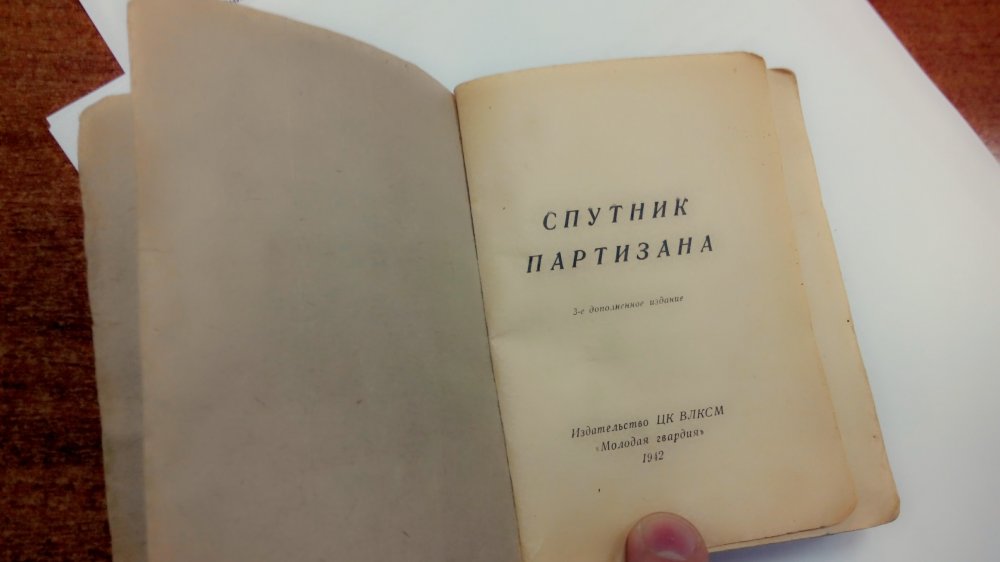 СПУТНИК
ПАРТИЗАНА
3-е дополненное издание
Издательство ЦК ВЛКСМ
«Молодая гвардия»
1942